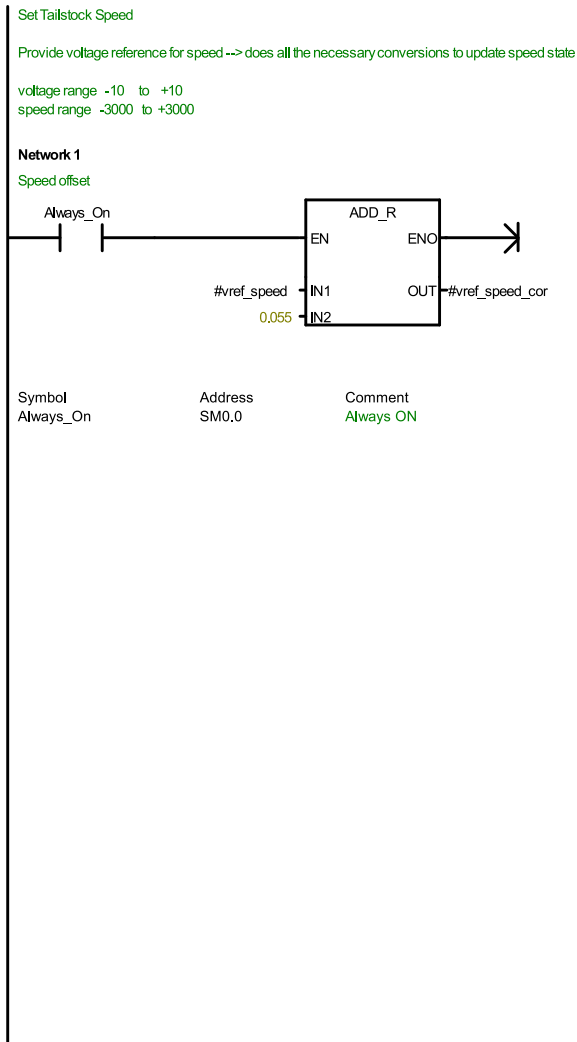 Set Tailstock Speed
Provide voltage reference for speed --> does all the necessary conversions to update speed state
voltage range -10 to +10
speed range -3000 to +3000
Network 1
Speed offset
Always_On
ADD_R
EN ENO
#vref_speed IN1 OUT #vref_speed_cor
0.055 IN2
Symbol Address Comment
Always_On SM0.0 Always ON